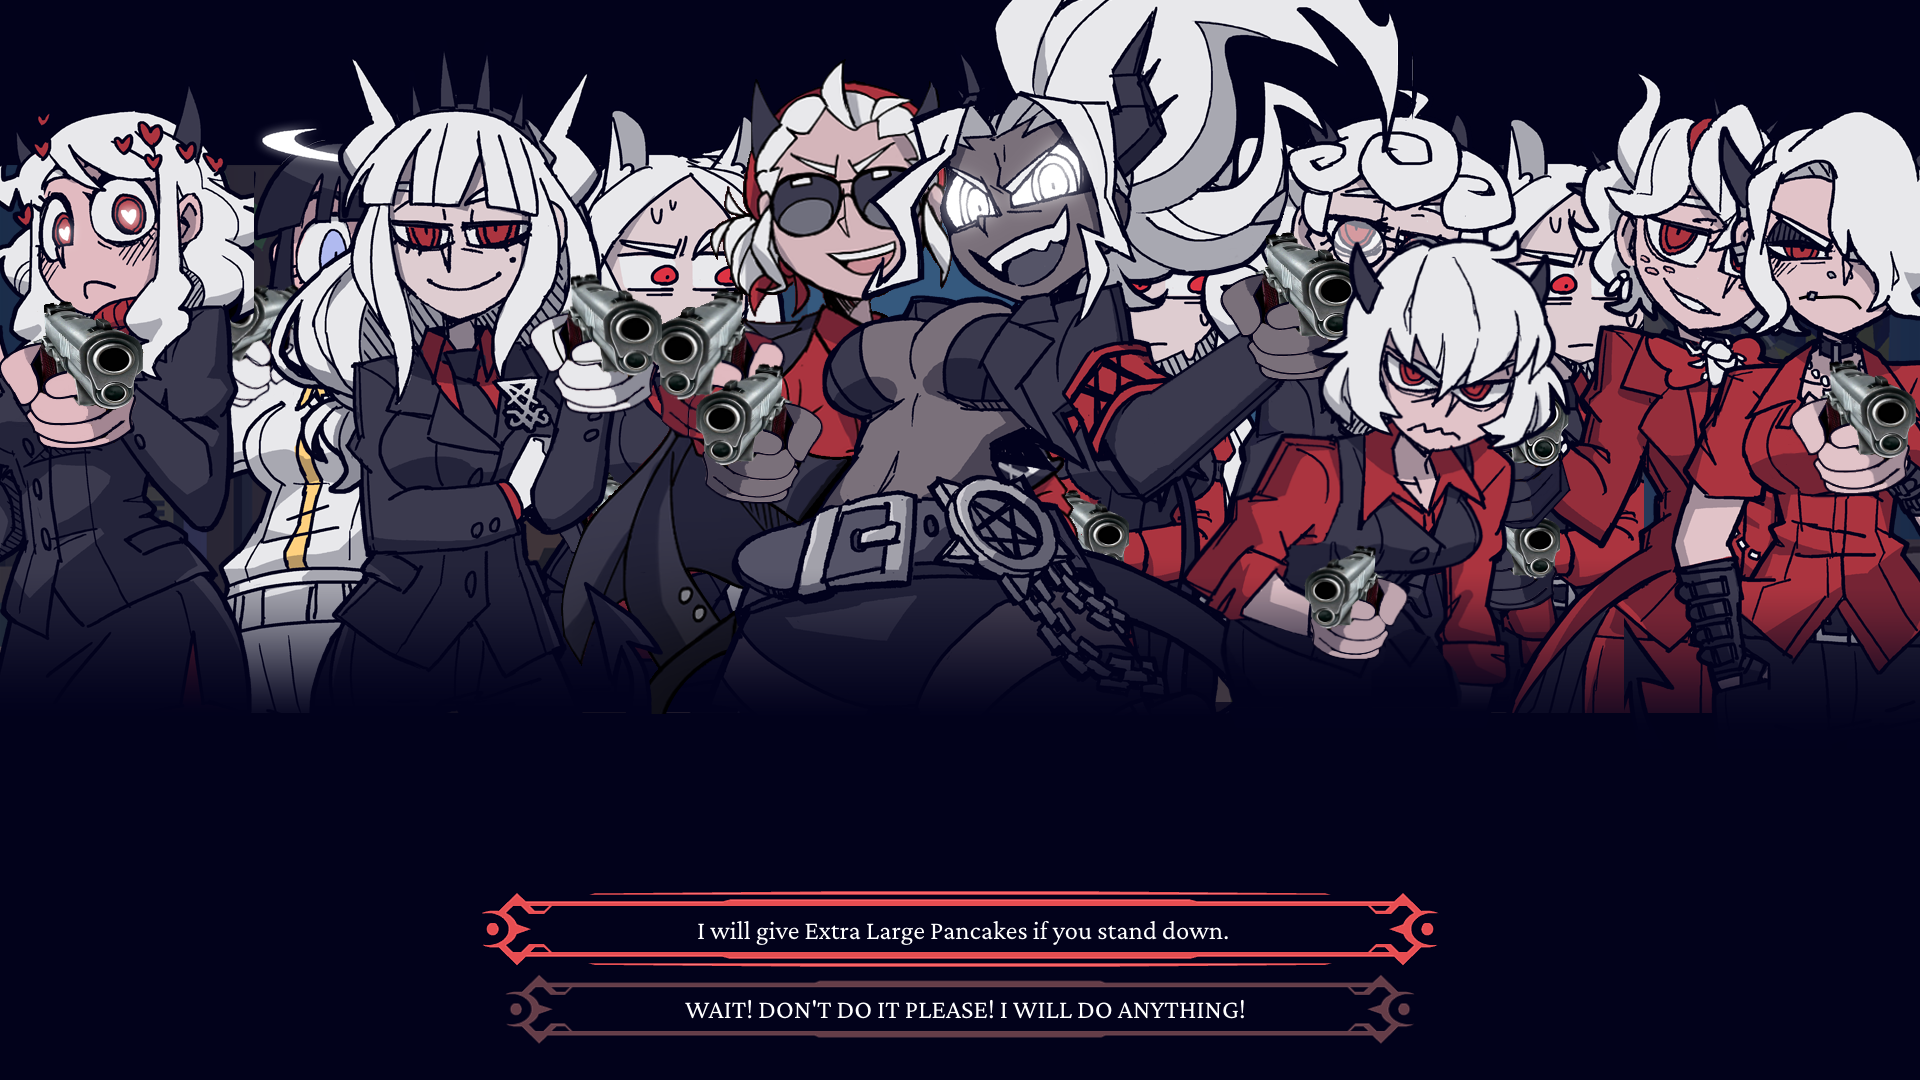 I will give Extra Large Pancakes if you stand down.
WAIT! DON'T DO IT PLEASE! I WILL DO ANYTHING!